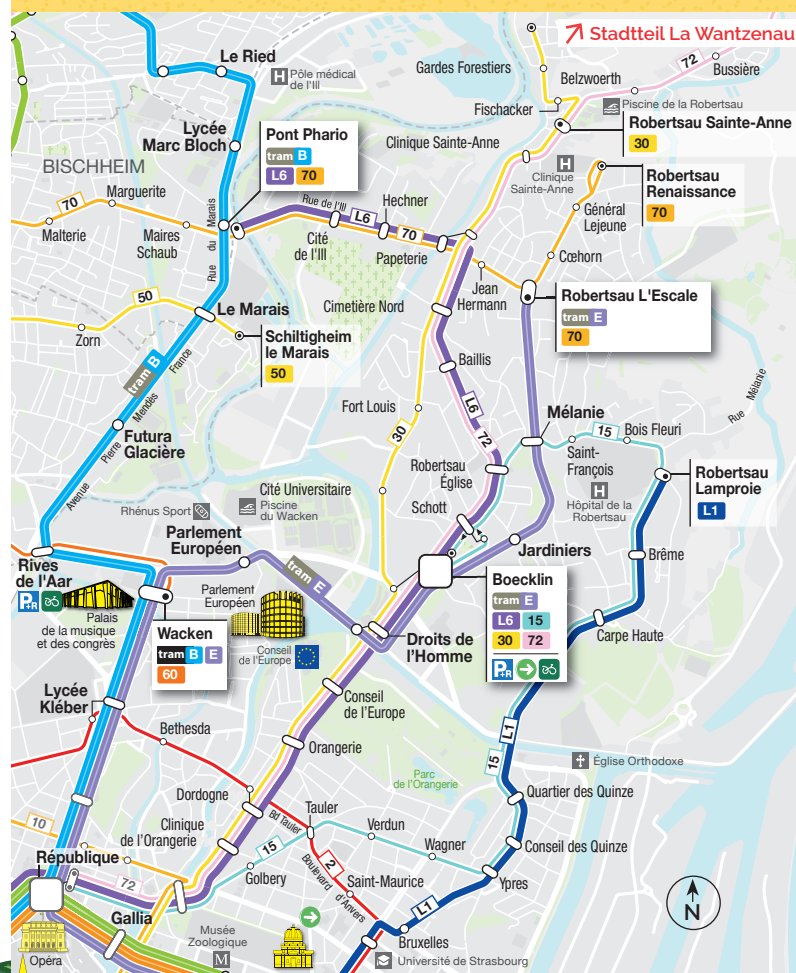 Stadtteil La Wantzenau
72
Bussière
Le Ried
H
Pôle médical
de l'Ill
Gardes Forestiers
Belzwoerth
Fischacker
Piscine de la Robertsau
Robertsau Sainte-Anne
30
Lycée
Marc Bloch
Pont Phario
tram B
L6 70
Clinique Sainte-Anne
BISCHHEIM
H
Clinique
Sainte-Anne
Robertsau
Renaissance
70
70
Marguerite
Rue de l'Ill
L6
Hechner
Général
Lejeune
Malterie
Maires
Schaub
Rue du Marais
Cité
de l'Ill
70
Papeterie
Cœhorn
Jean
Hermann
50
Le Marais
Cimetière Nord
Robertsau L'Escale
tram E
70
Zorn
Schiltigheim
le Marais
50
tram B
Baillis
Fort Louis
L6
72
30
Mélanie
15
Bois Fleuri
Rue Mélanie
Avenue Pierre Mendès France
Futura
Glacière
Saint-
François
Robertsau
Église
Robertsau
Lamproie
L1
Cité Universitaire
Rhénus Sport
Piscine
du Wacken
H
Hôpital de la
Robertsau
Schott
Parlement
Européen
Jardiniers
Brême
Rives
de l'Aar
P+R
tram E
Parlement
Européen
Boecklin
tram E
L6 15
30 72
P+R
Palais
de la musique
et des congrès
Wacken
tram B E
60
Droits de
l'Homme
Carpe Haute
Conseil
de l'Europe
Lycée
Kléber
Conseil
de l'Europe
Bethesda
Orangerie
L1
15
Église Orthodoxe
Parc
de l'Orangerie
Dordogne
Quartier des Quinze
Tauler
10
Clinique
de l'Orangerie
Bd Tauler
Verdun
Wagner
Conseil des Quinze
République
15
2
72
Golbery
Saint-Maurice
Boulevard d'Anvers
Ypres
Gallia
L1
N
Musée
Zoologique
M
Bruxelles
Opéra
Université de Strasbourg